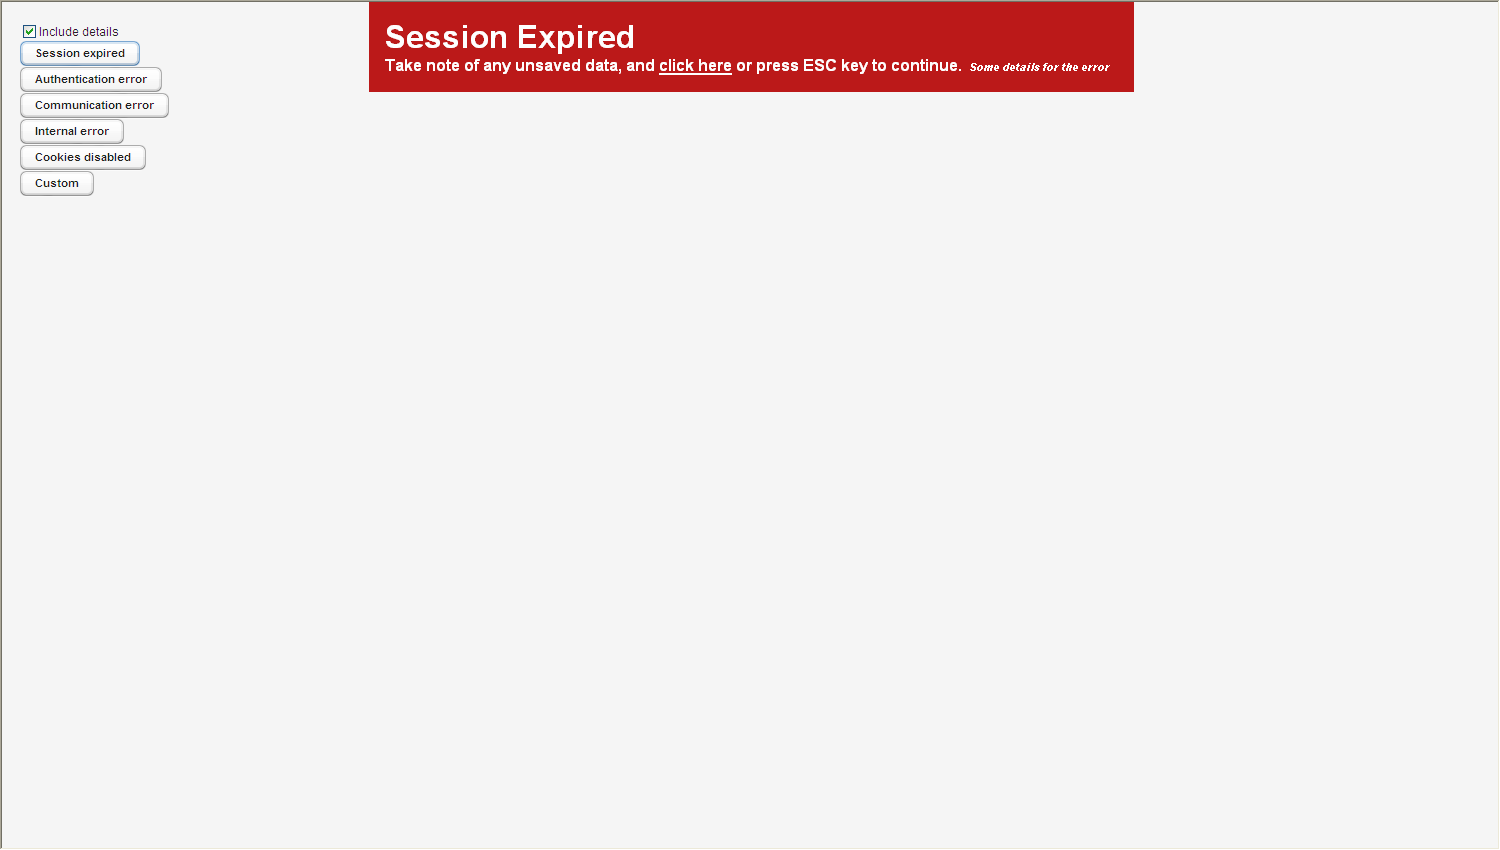 Include details
Session expired
Authentication error
Communication error
Internal error
Cookies disabled
Custom
Session Expired
Take note of any unsaved data, and click here or press ESC key to continue. Some details for the error